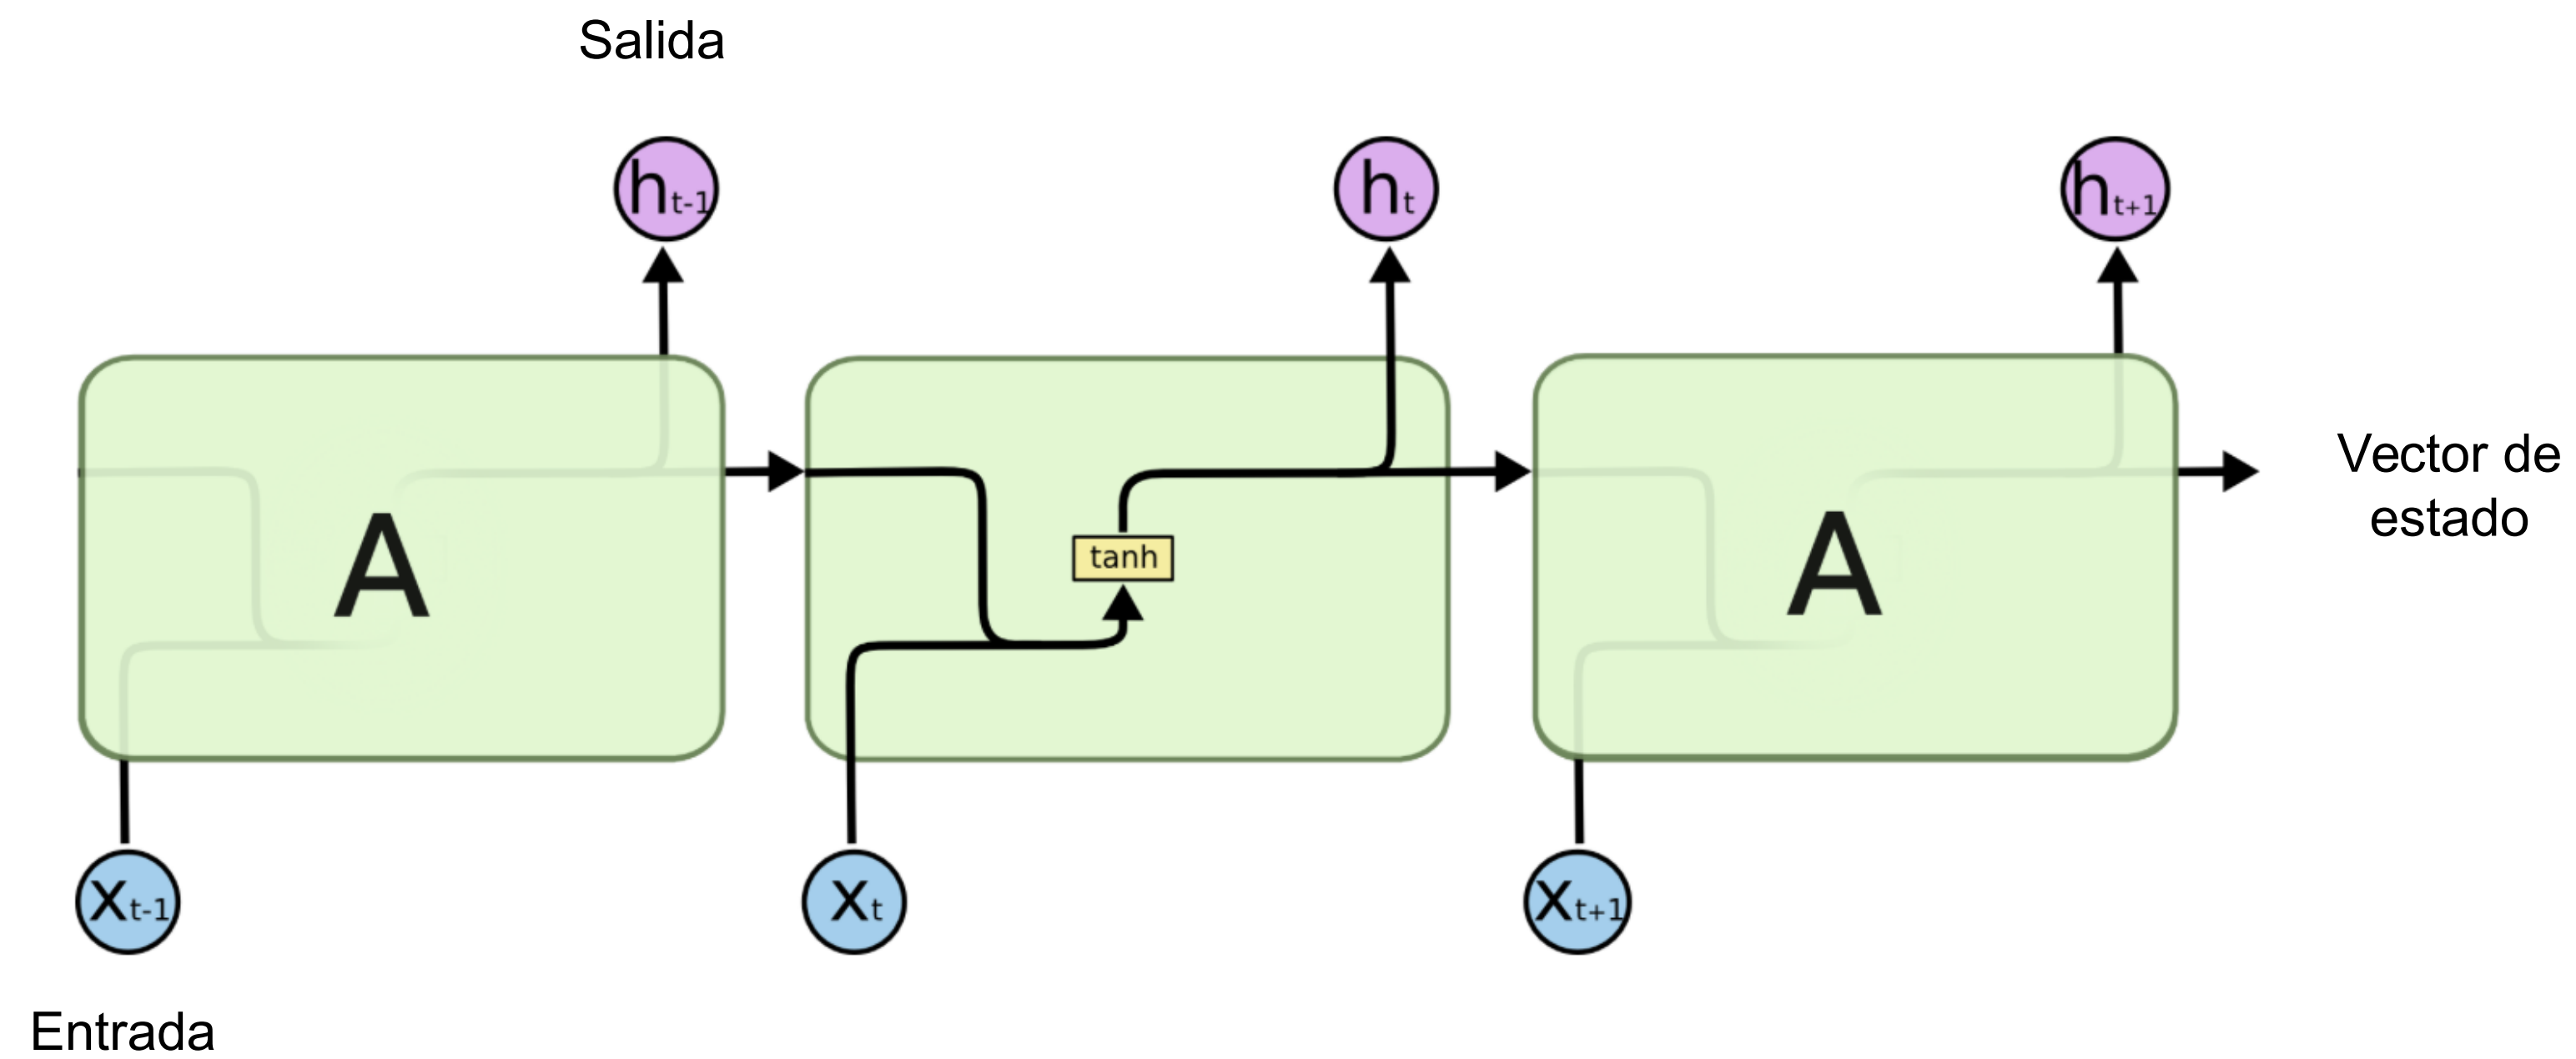 Salida
h t-1
h t
h t+1
Vector de
estado
A
tanh
A
x t-1
x t
x t+1
Entrada